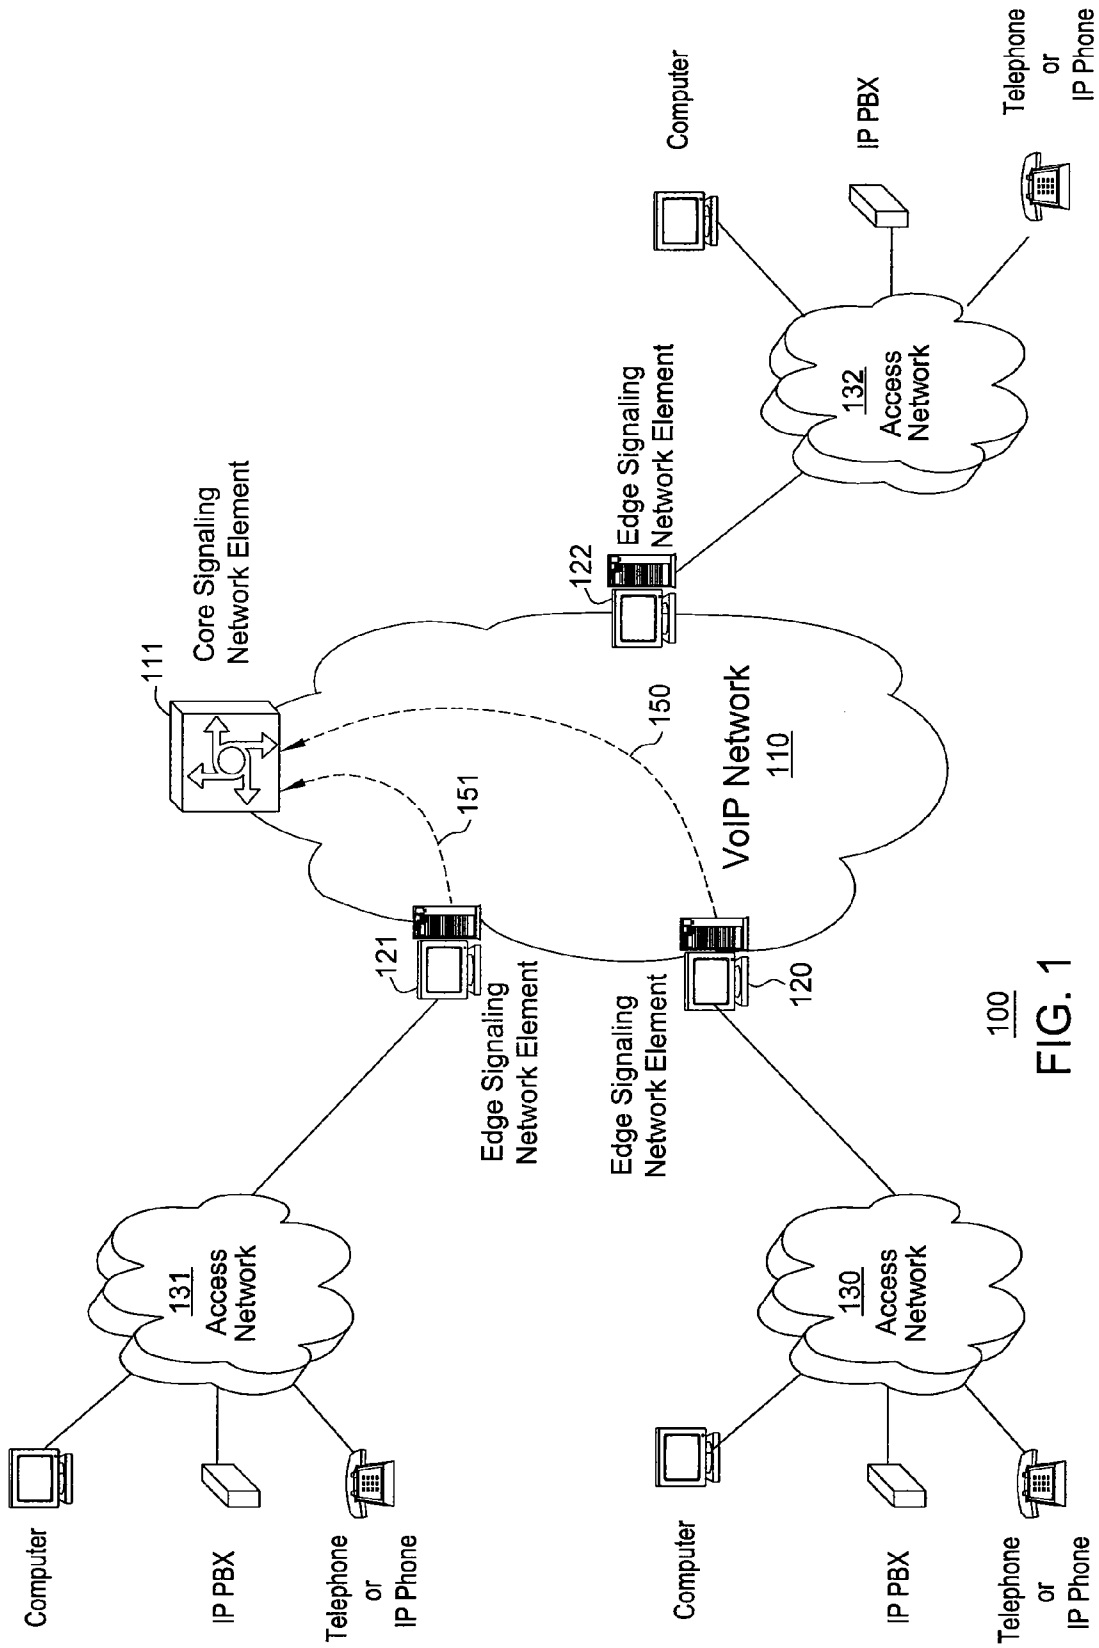 Computer
IP PBX
Telephone
or
IP Phone
131
Access
Network
121
Edge Signaling
Network Element
151
111
Core Signaling
Network Element
Computer
IP PBX
Telephone
or
IP Phone
130
Access
Network
Edge Signaling
Network Element
120
150
VoIP Network
110
122
Edge Signaling
Network Element
132
Access
Network
Computer
IP PBX
Telephone
or
IP Phone
100
FIG. 1